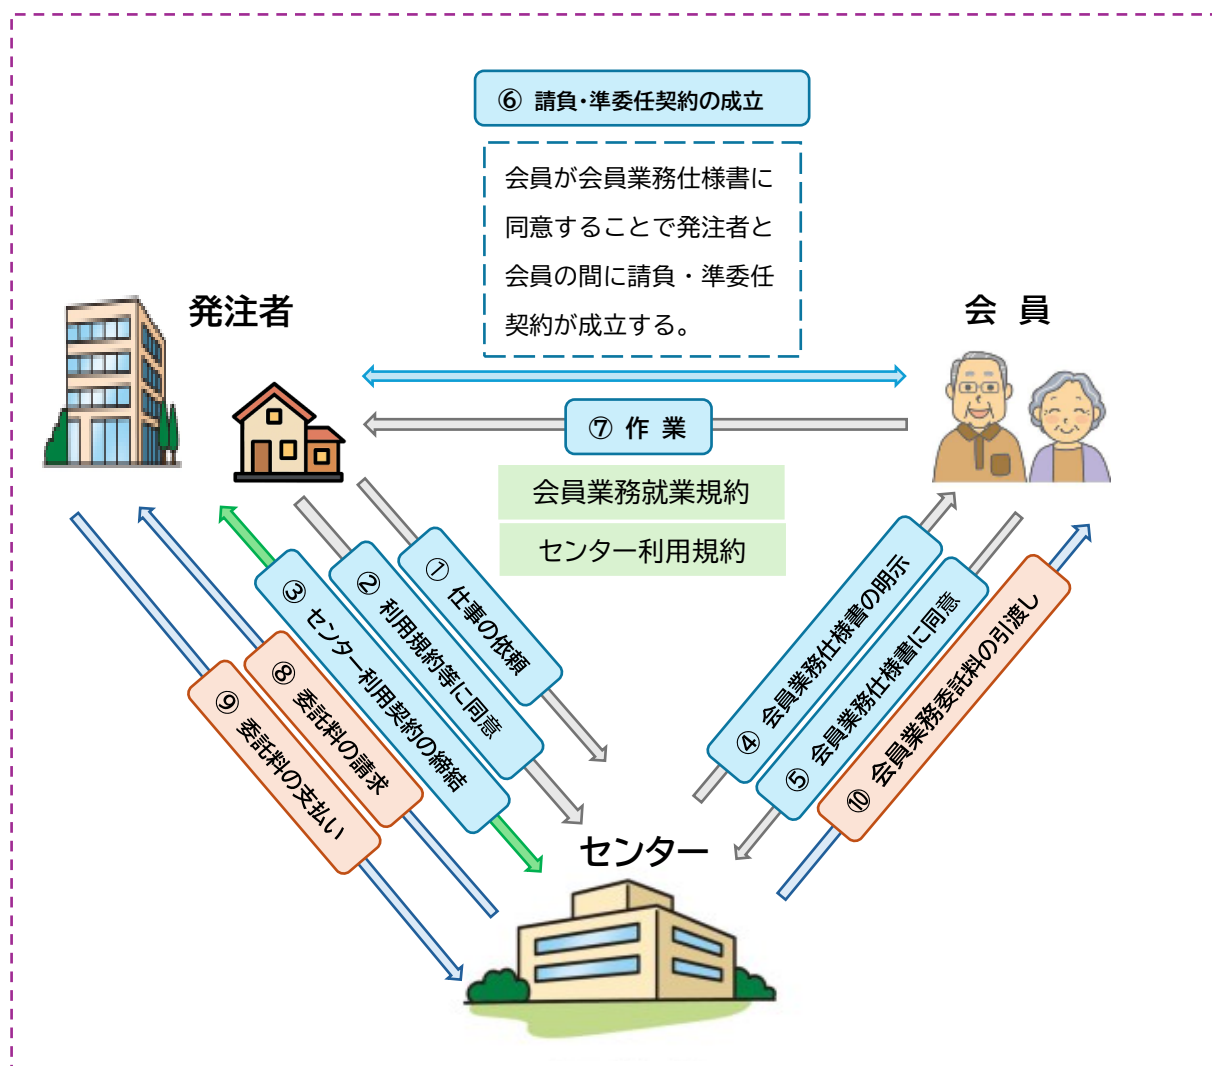 ⑥ 請負・準委任契約の成立
会員が会員業務仕様書に
同意することで発注者と
会員の間に請負・準委任
契約が成立する。
発注者
会 員
⑦ 作 業
会員業務就業規約
センター利用規約
① 仕事の依頼
② 利用規約等に同意
③ センター利用契約の締結
⑧ 委託料の請求
⑨ 委託料の支払い
④ 会員業務仕様書の明示
⑤ 会員業務仕様書に同意
⑩ 会員業務委託料の引渡し
センター